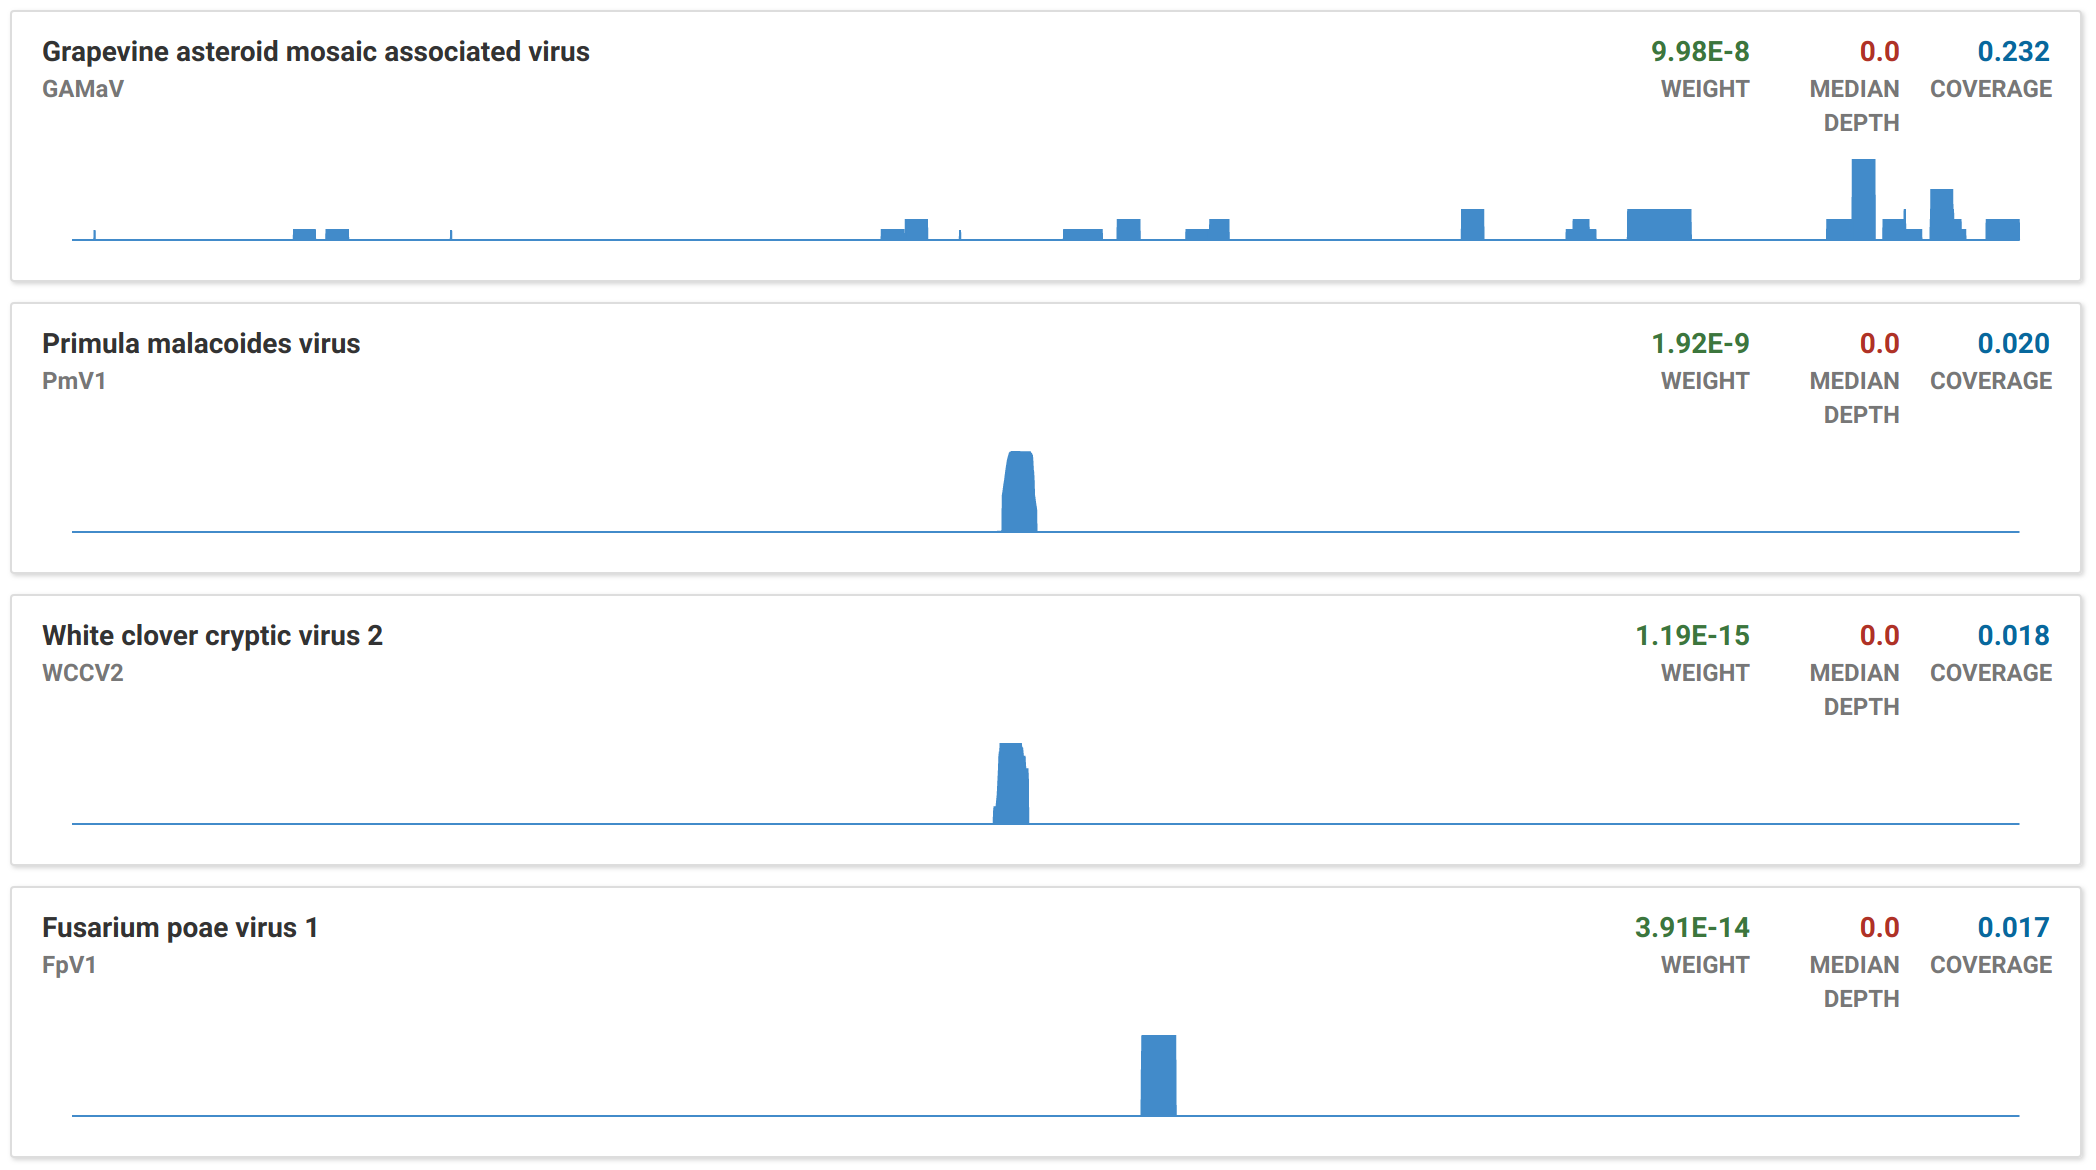 Grapevine asteroid mosaic associated virus 9.98E-8 0.0 0.232
GAMaV WEIGHT MEDIAN COVERAGE
DEPTH
Primula malacoides virus 1.92E-9 0.0 0.020
PmV1 WEIGHT MEDIAN COVERAGE
DEPTH
White clover cryptic virus 2 1.19E-15 0.0 0.018
WCCV2 WEIGHT MEDIAN COVERAGE
DEPTH
Fusarium poae virus 1 3.91E-14 0.0 0.017
FpV1 WEIGHT MEDIAN COVERAGE
DEPTH